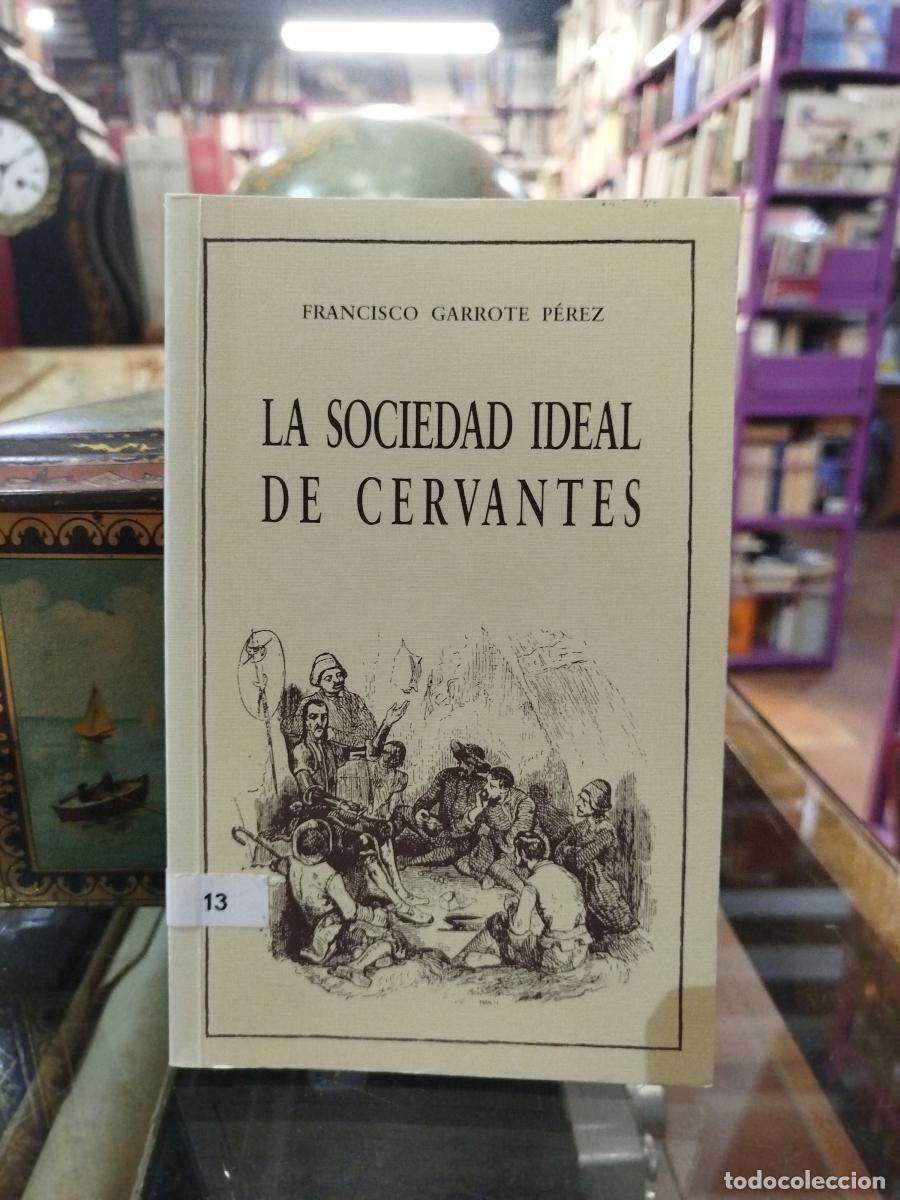 FRANCISCO GARROTE PÉREZ
LA SOCIEDAD IDEAL
DE CERVANTES
13
todocoleccion